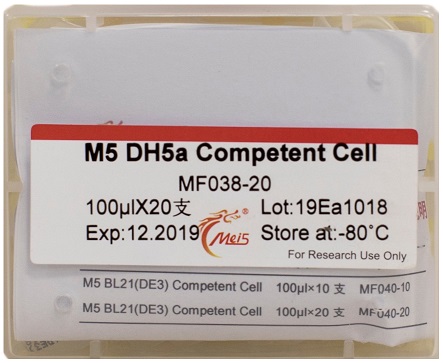 M5 DH5a Competent Cell
MF038-20
100μlX20支 Lot:19Ea1018
Exp:12.2019 Mei5 ® Store at:-80°C
For Research Use Only
M5 BL21(DE3) Competent Cell 100μl×10 支 MF040-10
M5 BL21(DE3) Competent Cell 100μl×20 支 MF040-20